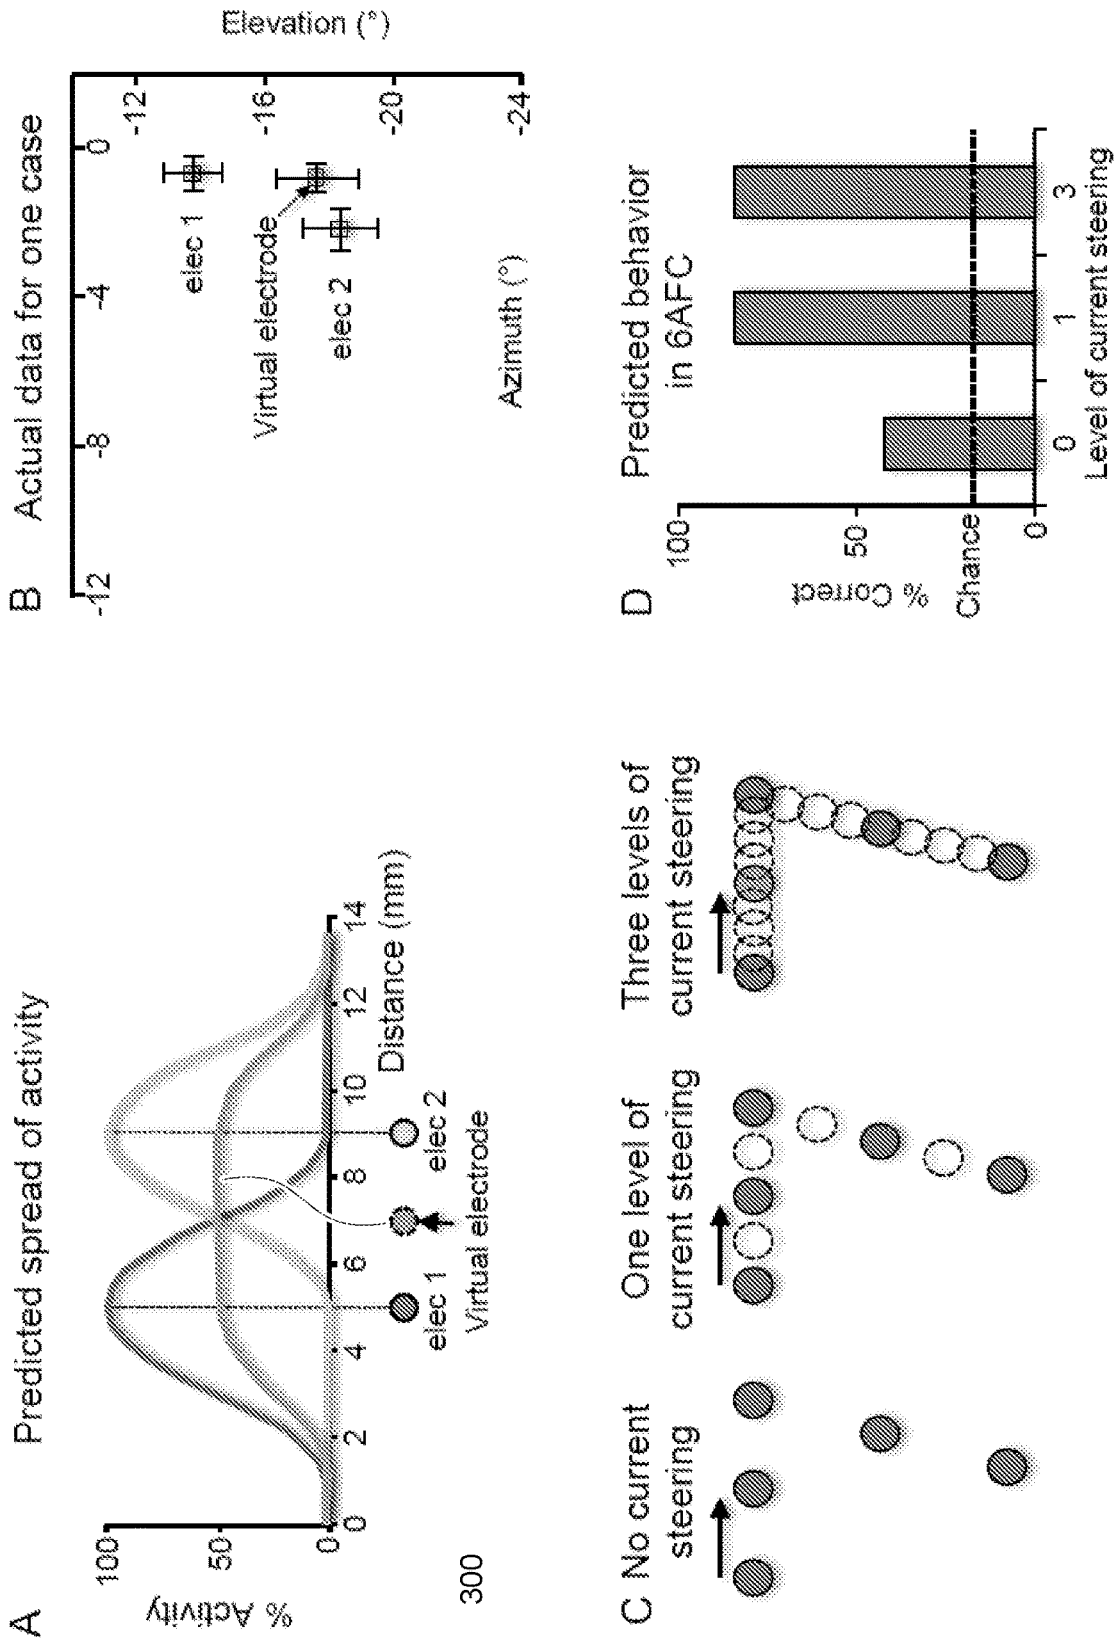 A Predicted spread of activity
% Activity
100
50
0
0 2 4 6 8 10 12 14
Distance (mm)
elec 1
elec 2
Virtual electrode
300
B Actual data for one case
-12 -8 -4 0
Elevation (°)
-12
-16
-20
-24
elec 1
Virtual electrode
elec 2
Azimuth (°)
C
No current
steering
One level of
current steering
Three levels of
current steering
D Predicted behavior
in 6AFC
% Correct
100
50
Chance
0
0 1 3
Level of current steering